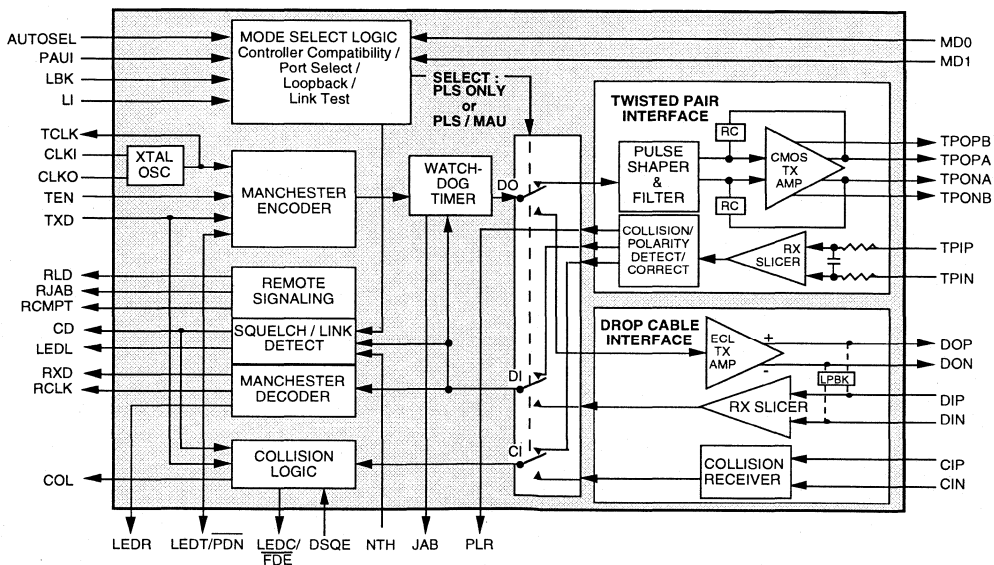 AUTOSEL
PAUI
LBK
LI
TCLK
CLKI
CLKO
TEN
TXD
RLD
RJAB
RCMPT
CD
LEDL
RXD
RCLK
COL
MODE SELECT LOGIC
Controller Compatibility /
Port Select /
Loopback /
Link Test
SELECT :
PLS ONLY
or
PLS / MAU
XTAL
OSC
MANCHESTER
ENCODER
WATCH-
DOG
TIMER
DO
REMOTE
SIGNALING
SQUELCH / LINK
DETECT
MANCHESTER
DECODER
COLLISION
LOGIC
DI
CI
TWISTED PAIR
INTERFACE
PULSE
SHAPER
&
FILTER
RC
RC
CMOS
TX
AMP
COLLISION/
POLARITY
DETECT/
CORRECT
RX
SLICER
DROP CABLE
INTERFACE
ECL
TX
AMP
+
-
LPBK
RX SLICER
COLLISION
RECEIVER
MD0
MD1
TPOPB
TPOPA
TPONA
TPONB
TPIP
TPIN
DOP
DON
DIP
DIN
CIP
CIN
LEDR
LEDT/PDN
LEDC/
FDE
DSQE
NTH
JAB
PLR